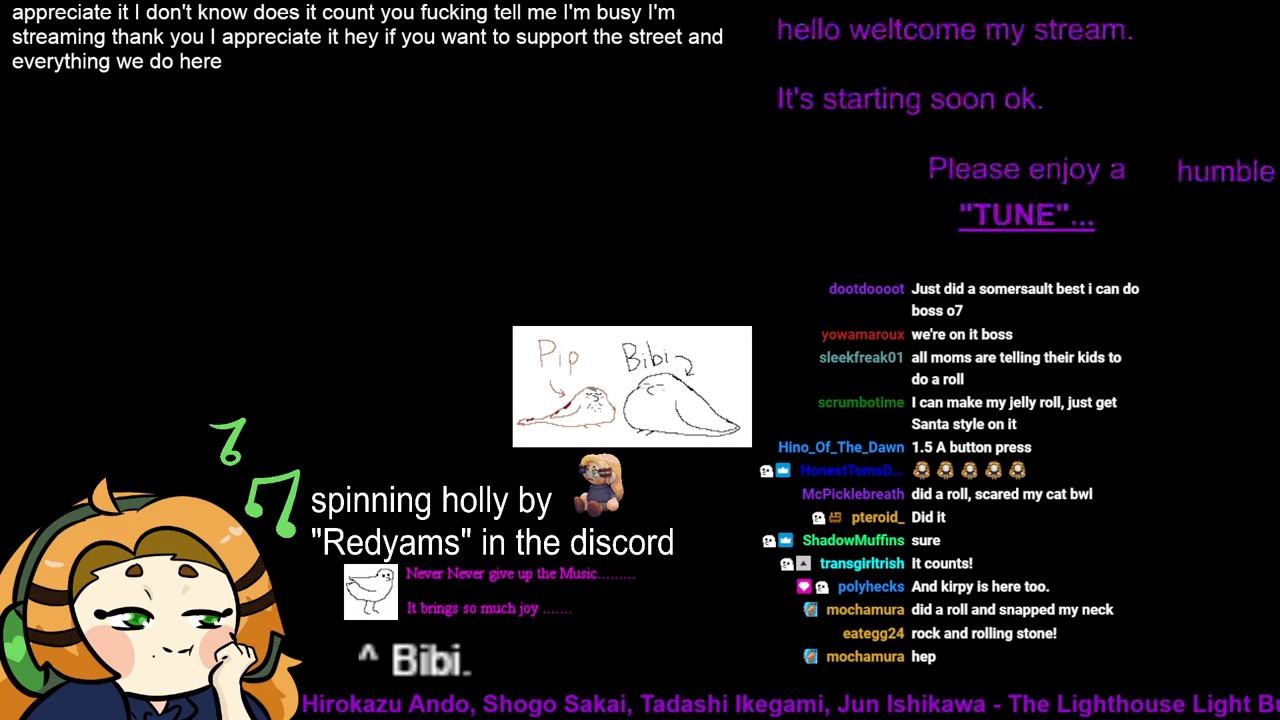 appreciate it I don't know does it count you fucking tell me I'm busy I'm
streaming thank you I appreciate it hey if you want to support the street and
everything we do here
hello weltcome my stream.
It's starting soon ok.
Please enjoy a humble
"TUNE"...
dootdoooot Just did a somersault best i can do
boss o7
yowamaroux we're on it boss
sleekfreak01 all moms are telling their kids to
do a roll
scrumbotime I can make my jelly roll, just get
Santa style on it
Hino_Of_The_Dawn 1.5 A button press
HonestTomsD...
McPicklebreath did a roll, scared my cat bwl
pteroid_ Did it
ShadowMuffins sure
transgirltrish It counts!
polyhecks And kirpy is here too.
mochamura did a roll and snapped my neck
eategg24 rock and rolling stone!
mochamura hep
Pip Bibi
spinning holly by
"Redyams" in the discord
Never Never give up the Music.........
It brings so much joy .......
^ Bibi.
Hirokazu Ando, Shogo Sakai, Tadashi Ikegami, Jun Ishikawa - The Lighthouse Light